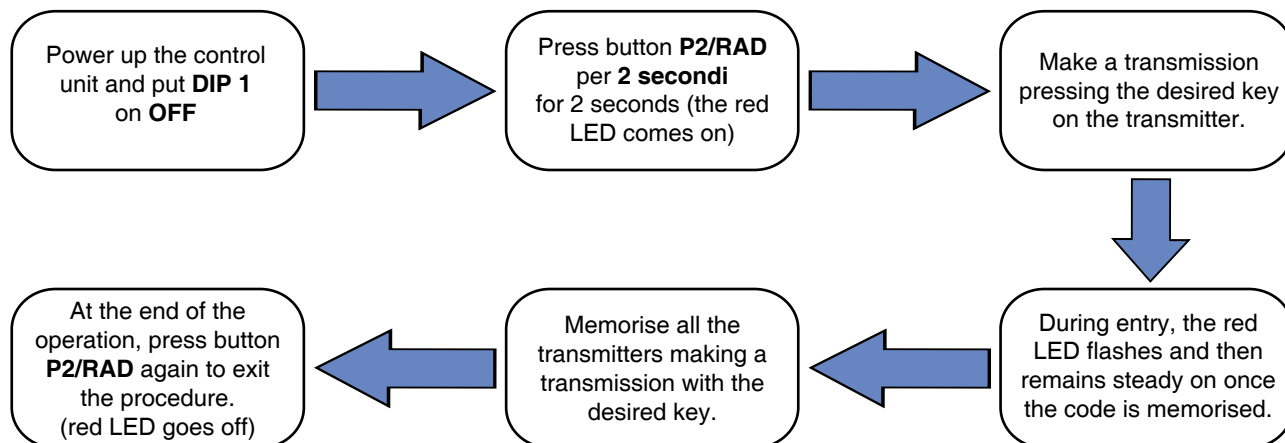 Power up the control
unit and put DIP 1
on OFF
Press button P2/RAD
per 2 secondi
for 2 seconds (the red
LED comes on)
Make a transmission
pressing the desired key
on the transmitter.
During entry, the red
LED flashes and then
remains steady on once
the code is memorised.
Memorise all the
transmitters making a
transmission with the
desired key.
At the end of the
operation, press button
P2/RAD again to exit
the procedure.
(red LED goes off)